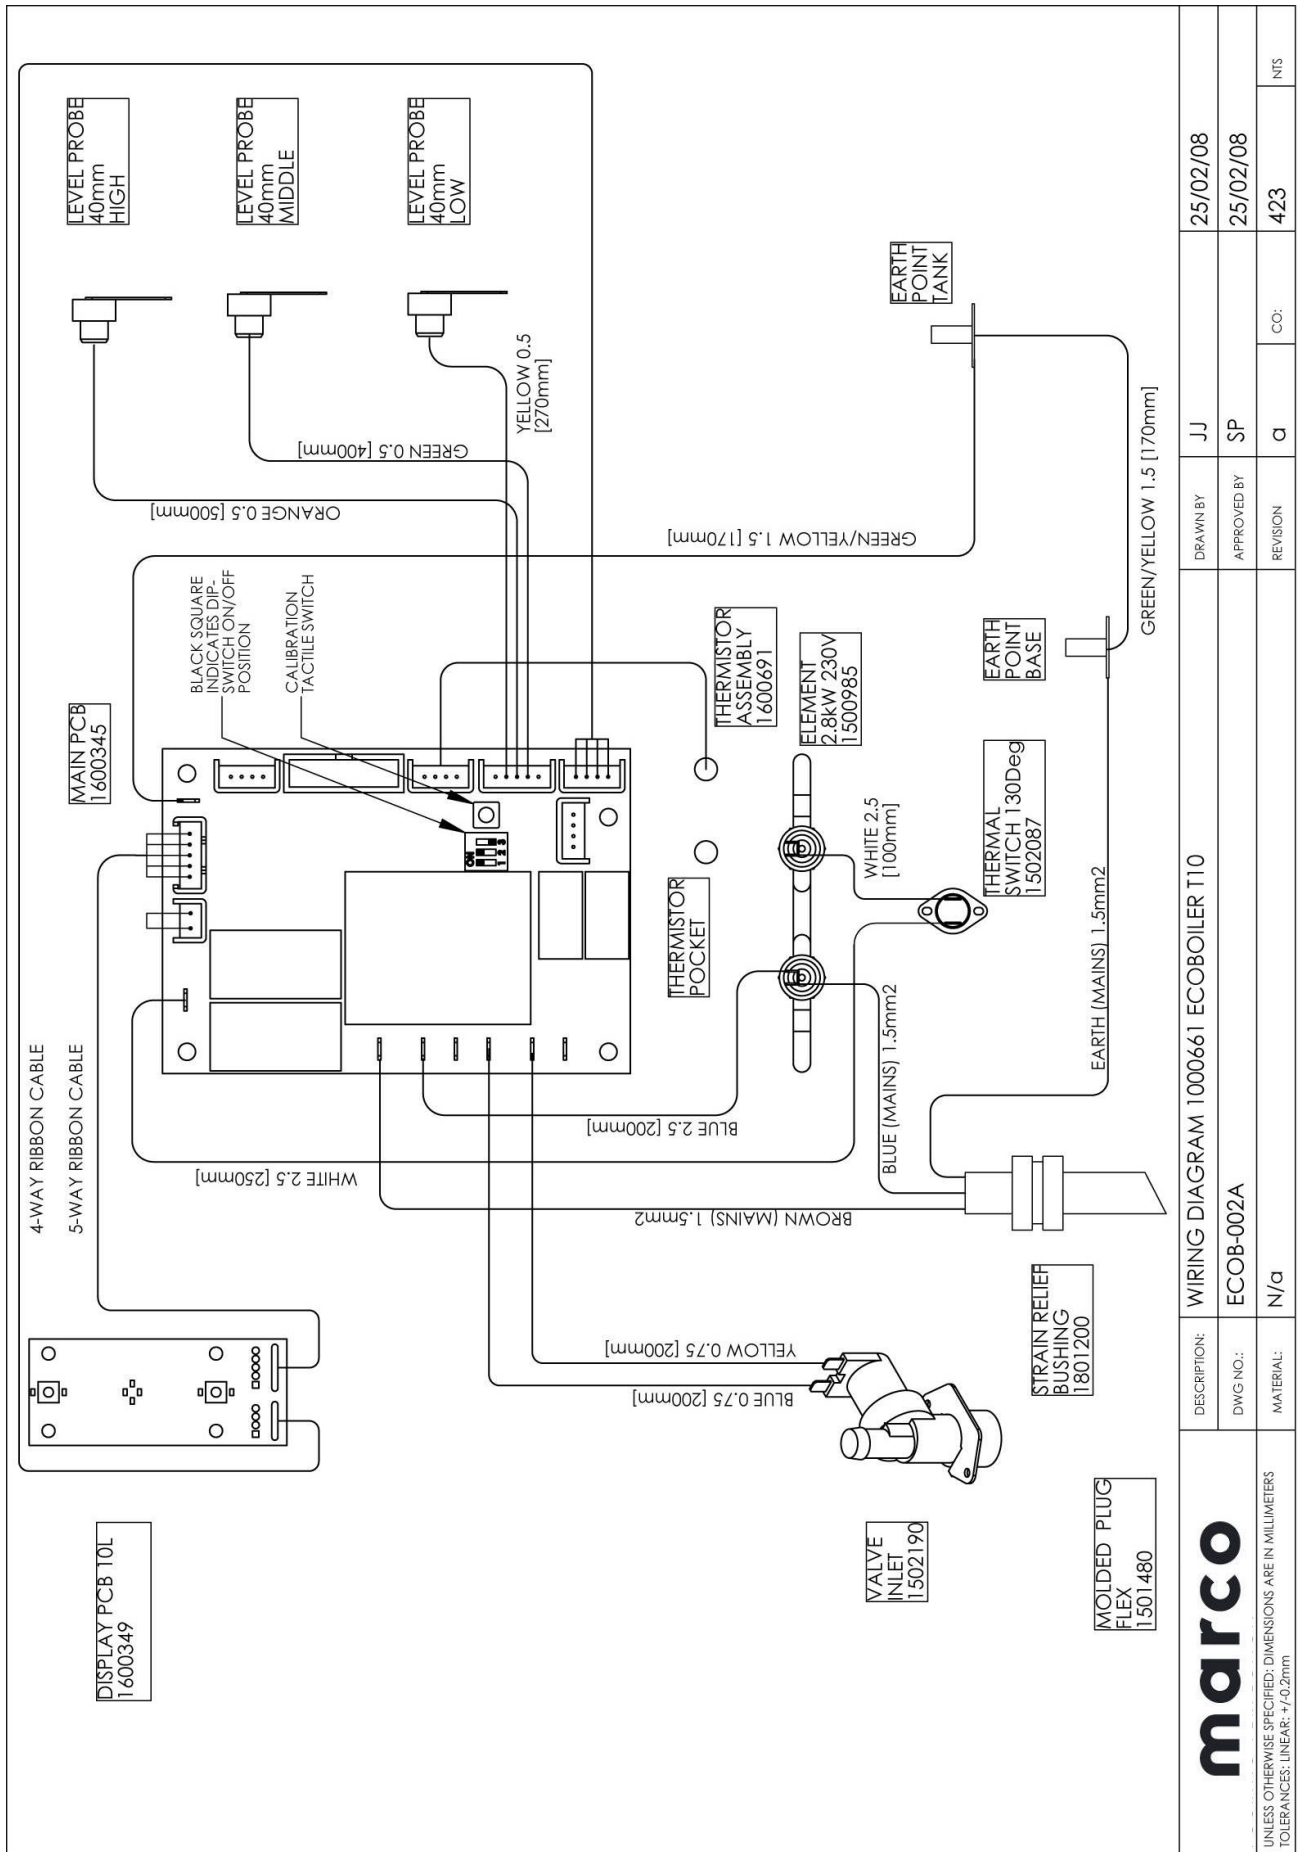 4-WAY RIBBON CABLE
5-WAY RIBBON CABLE
DISPLAY PCB 10L
1600349
MAIN PCB
1600345
LEVEL PROBE
40mm
HIGH
LEVEL PROBE
40mm
MIDDLE
LEVEL PROBE
40mm
LOW
ORANGE 0.5 [500mm]
GREEN 0.5 [400mm]
YELLOW 0.5
[270mm]
BLACK SQUARE
INDICATES DIP-
SWITCH ON/OFF
POSITION
CALIBRATION
TACTILE SWITCH
ON
1 2 3
WHITE 2.5 [250mm]
BLUE 2.5 [200mm]
BROWN (MAINS) 1.5mm2
YELLOW 0.75 [200mm]
BLUE 0.75 [200mm]
GREEN/YELLOW 1.5 [170mm]
THERMISTOR
POCKET
THERMISTOR
ASSEMBLY
1600691
ELEMENT
2.8kW 230V
1500985
WHITE 2.5
[100mm]
BLUE (MAINS) 1.5mm2
THERMAL
SWITCH 130Deg
1502087
EARTH
POINT
TANK
EARTH
POINT
BASE
EARTH (MAINS) 1.5mm2
GREEN/YELLOW 1.5 [170mm]
VALVE
INLET
1502190
STRAIN RELIEF
BUSHING
1801200
MOLDED PLUG
FLEX
1501480
marco
UNLESS OTHERWISE SPECIFIED: DIMENSIONS ARE IN MILLIMETERS
TOLERANCES: LINEAR: +/-0.2mm
DESCRIPTION: WIRING DIAGRAM 1000661 ECOBOILER T10 DRAWN BY JJ 25/02/08
DWG NO.: ECOB-002A APPROVED BY SP 25/02/08
MATERIAL: N/a REVISION a CO: 423 NTS